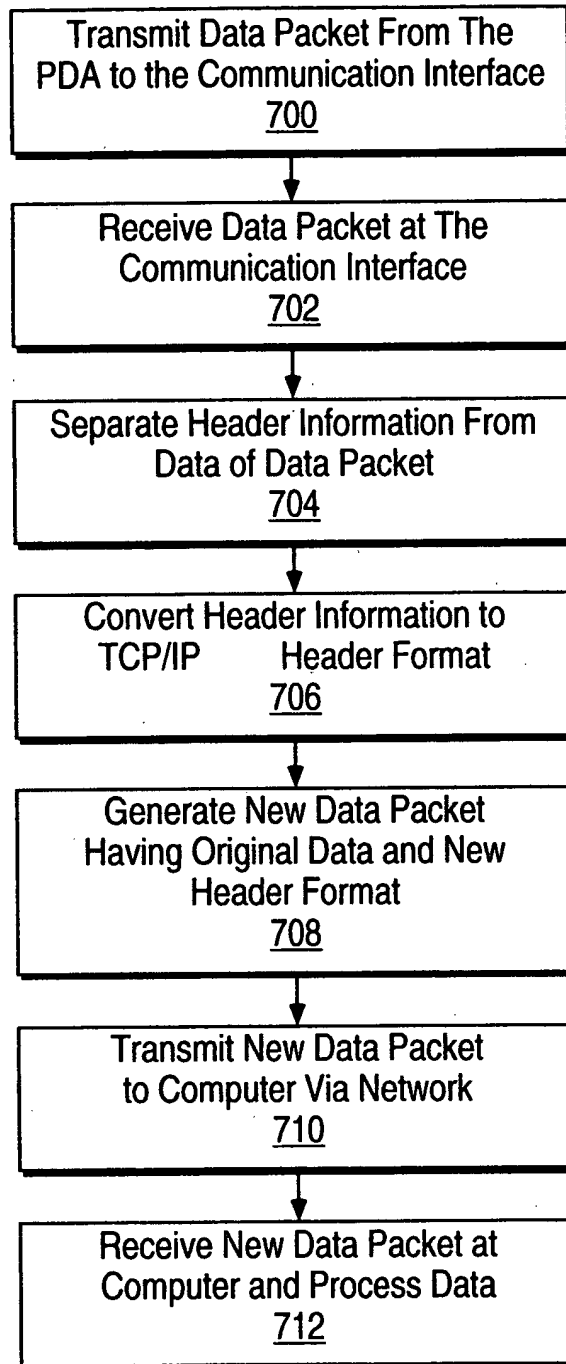 Transmit Data Packet From The
PDA to the Communication Interface
700
Receive Data Packet at The
Communication Interface
702
Separate Header Information From
Data of Data Packet
704
Convert Header Information to
TCP/IP Header Format
706
Generate New Data Packet
Having Original Data and New
Header Format
708
Transmit New Data Packet
to Computer Via Network
710
Receive New Data Packet at
Computer and Process Data
712